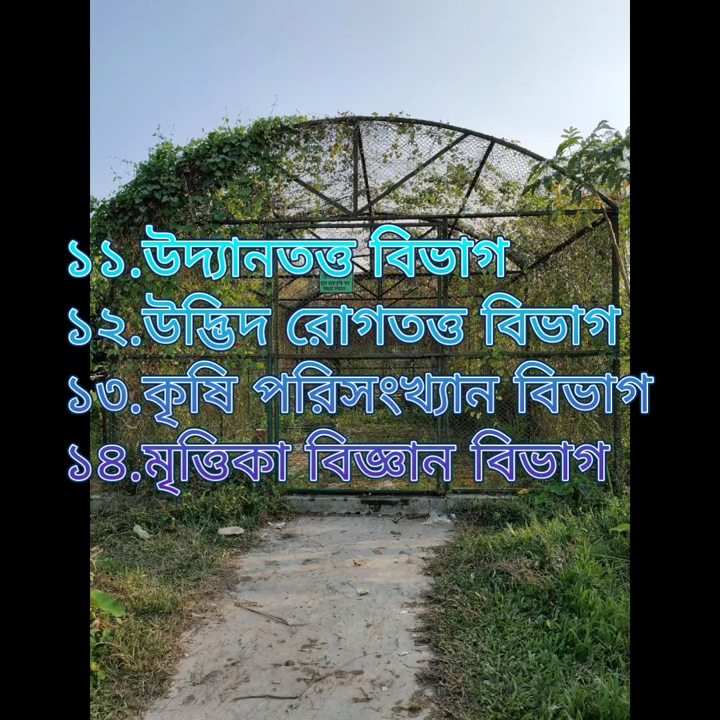 ১১.উদ্যানতত্ত বিভাগ
১২.উদ্ভিদ রোগতত্ত বিভাগ
১৩.কৃষি পরিসংখ্যান বিভাগ
১৪.মৃত্তিকা বিজ্ঞান বিভাগ